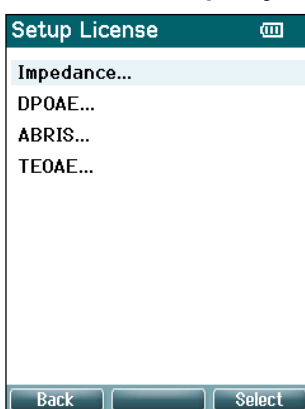 Setup License
Impedance...
DPOAE...
ABRIS...
TEOAE...
Back Select